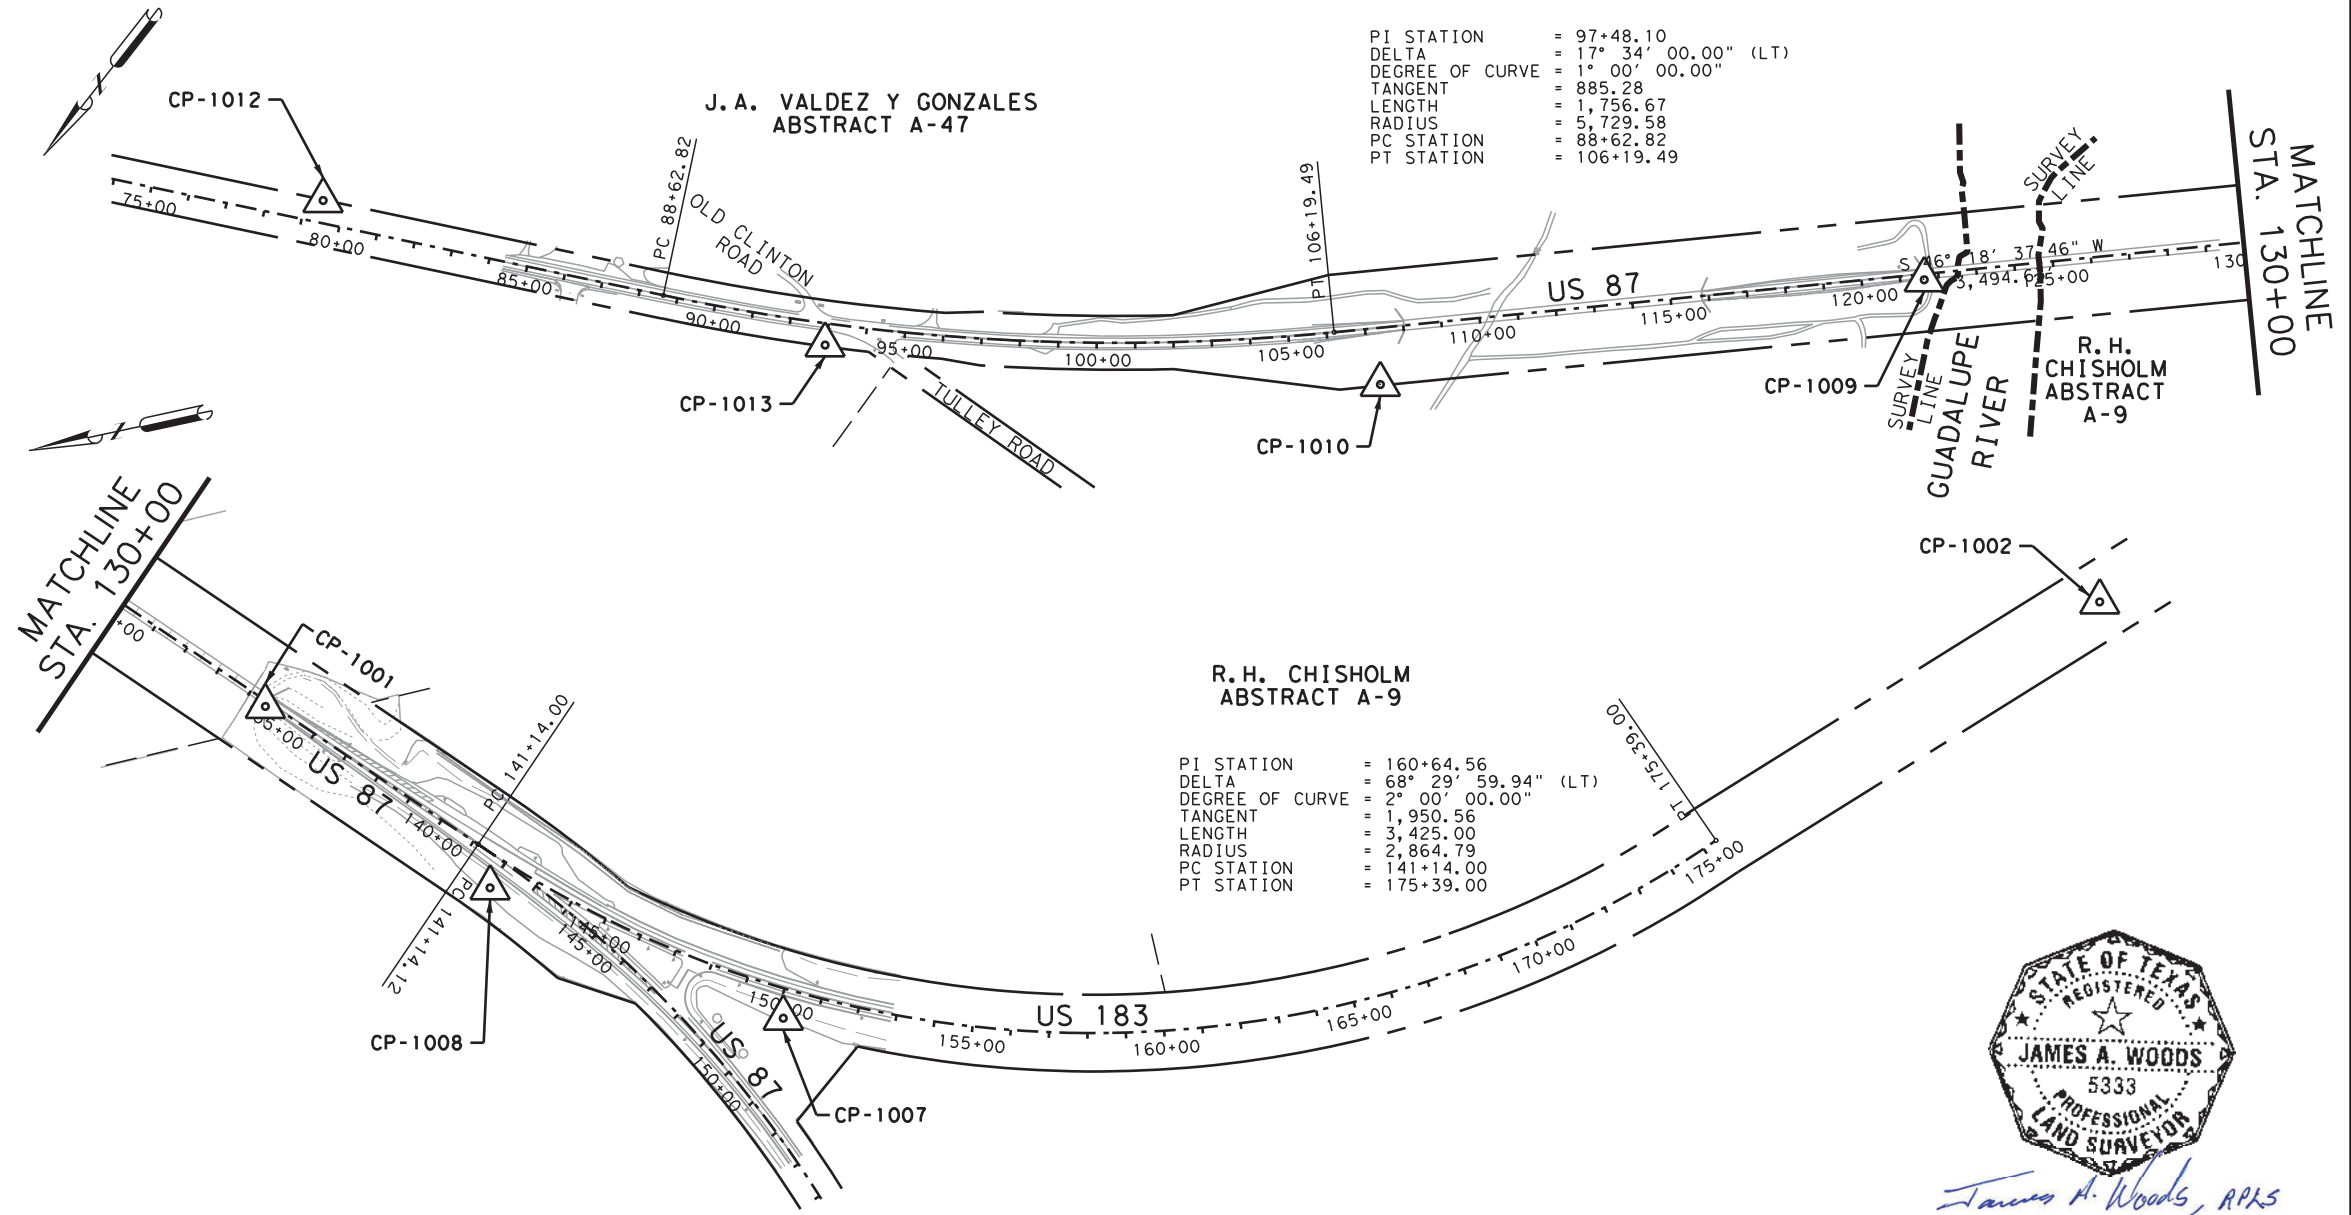 PI STATION = 97+48.10
DELTA = 17° 34' 00.00" (LT)
DEGREE OF CURVE = 1° 00' 00.00"
TANGENT = 885.28
LENGTH = 1,756.67
RADIUS = 5,729.58
PC STATION = 88+62.82
PT STATION = 106+19.49
CP-1012
J.A. VALDEZ Y GONZALES
ABSTRACT A-47
PC 88+62.82
OLD CLINTON
ROAD
PT 106+19.49
SURVEY
LINE
MATCHLINE
STA. 130+00
75+00
80+00
85+00
90+00
95+00
100+00
105+00
110+00
115+00
120+00
125+00
130
US 87
S 46° 18' 37.46" W
CP-1013
TULLEY ROAD
CP-1010
CP-1009
SURVEY
LINE
GUADALUPE
RIVER
R.H.
CHISHOLM
ABSTRACT
A-9
MATCHLINE
STA. 130+00
+00
CP-1001
CP-1002
R.H. CHISHOLM
ABSTRACT A-9
PC 141+14.00
PT 175+39.00
PI STATION = 160+64.56
DELTA = 68° 29' 59.94" (LT)
DEGREE OF CURVE = 2° 00' 00.00"
TANGENT = 1,950.56
LENGTH = 3,425.00
RADIUS = 2,864.79
PC STATION = 141+14.00
PT STATION = 175+39.00
US 87
140+00
PC 141+14.12
145+00
145+00
CP-1008
150+00
155+00
US 183
160+00
165+00
170+00
175+00
US 87
150+00
CP-1007
STATE OF TEXAS
REGISTERED
JAMES A. WOODS
5333
PROFESSIONAL
LAND SURVEYOR
James A. Woods, RPLS